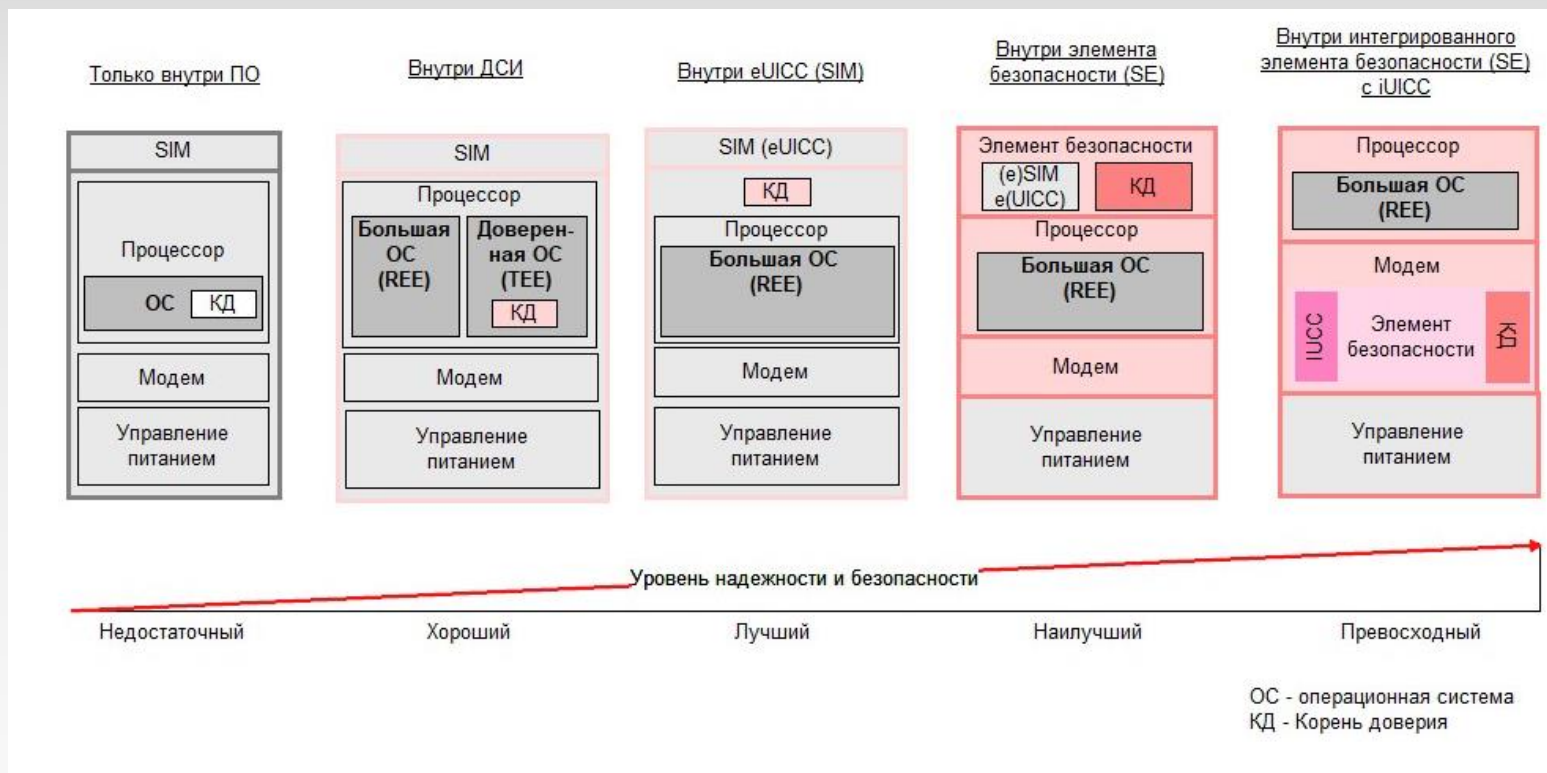 Только внутри ПО
SIM
Процессор
ОС
КД
Модем
Управление
питанием
Внутри ДСИ
SIM
Процессор
Большая
ОС
(REE)
Доверен-
ная ОС
(TEE)
КД
Модем
Управление
питанием
Внутри eUICC (SIM)
SIM (eUICC)
КД
Процессор
Большая ОС
(REE)
Модем
Управление
питанием
Внутри элемента
безопасности (SE)
Элемент безопасности
(e)SIM
e(UICC)
КД
Процессор
Большая ОС
(REE)
Модем
Управление
питанием
Внутри интегрированного
элемента безопасности (SE)
с iUICC
Процессор
Большая ОС
(REE)
Модем
IUCC
Элемент
безопасности
КД
Управление
питанием
Уровень надежности и безопасности
Недостаточный
Хороший
Лучший
Наилучший
Превосходный
ОС - операционная система
КД - Корень доверия